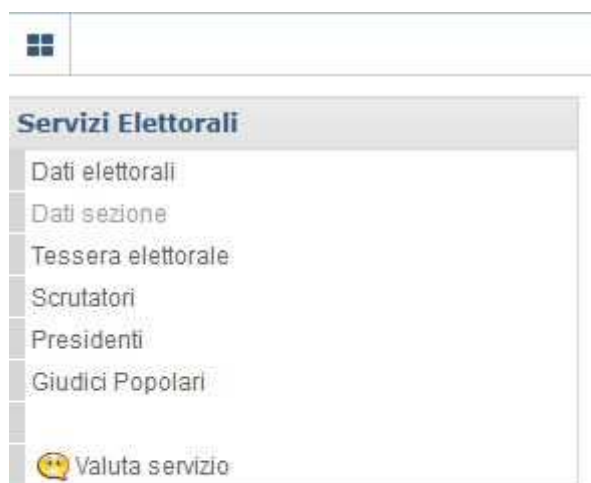 Servizi Elettorali
Dati elettorali
Dati sezione
Tessera elettorale
Scrutatori
Presidenti
Giudici Popolari
Valuta servizio